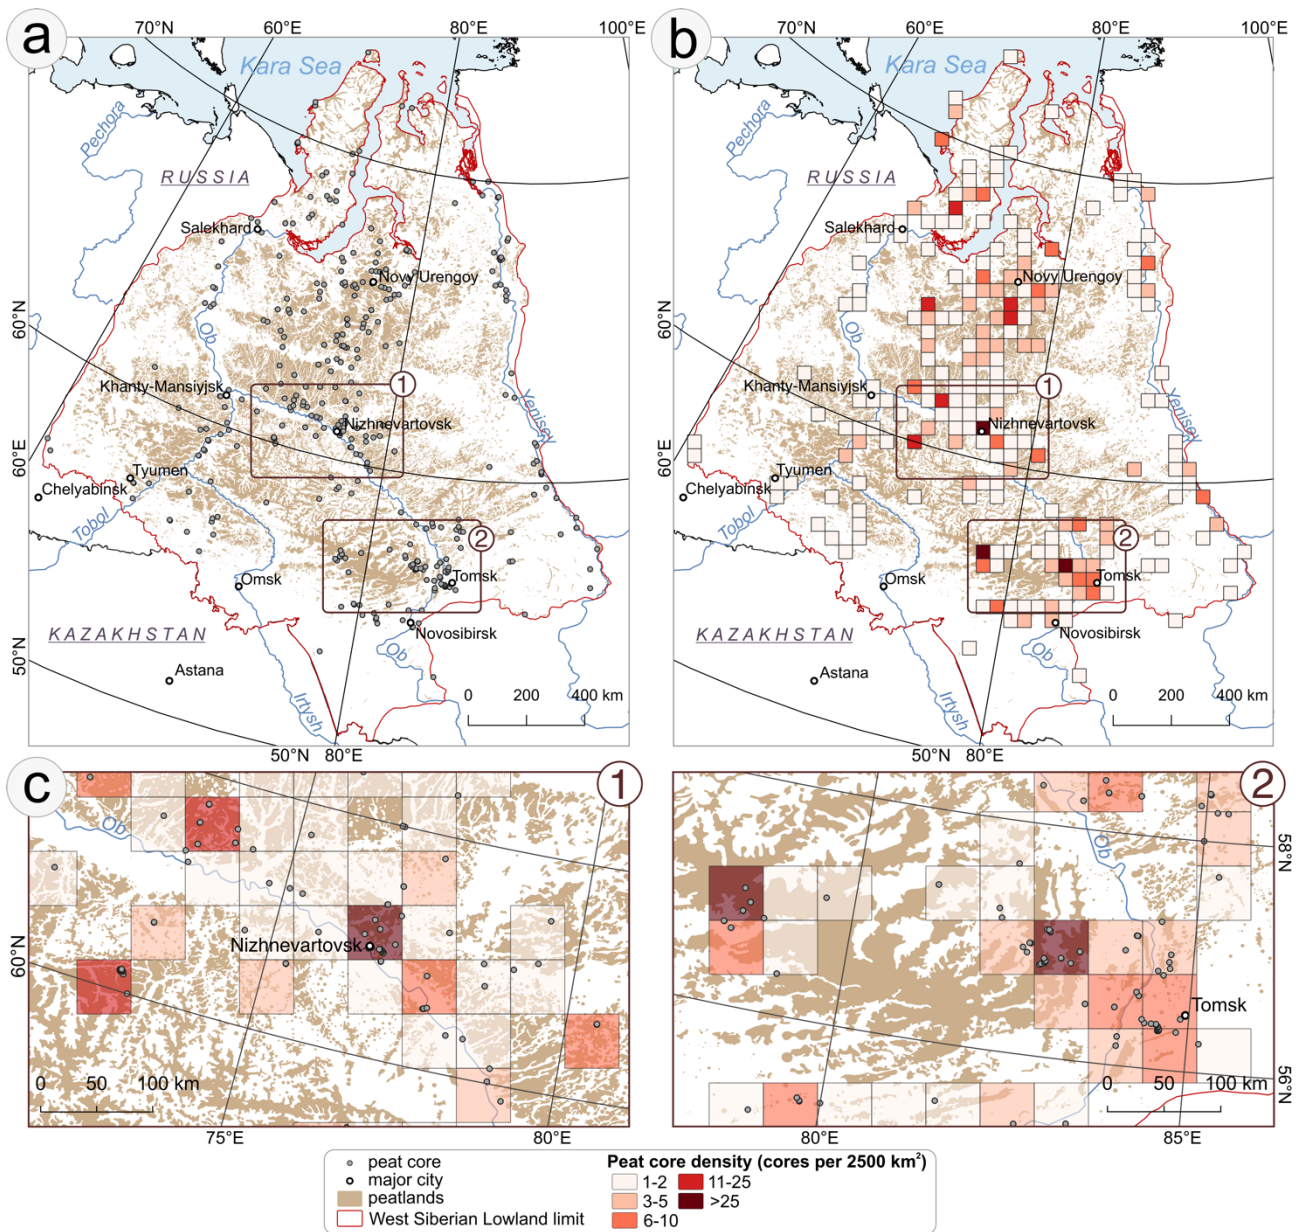 a
70°N
60°E
80°E
100°E
Kara Sea
Pechora
RUSSIA
Salekhard
Novy Urengoy
Ob
60°N
Khanty-Mansiyjsk
1
Nizhnevartovsk
Yenisey
60°E
Tyumen
Chelyabinsk
Tobol
2
Omsk
Tomsk
KAZAKHSTAN
Novosibirsk
50°N
Astana
Ob
Irtysh
0 200 400 km
50°N 80°E
b
70°N
60°E
80°E
100°E
Kara Sea
Pechora
RUSSIA
Salekhard
Novy Urengoy
Ob
60°N
Khanty-Mansiyjsk
1
Nizhnevartovsk
Yenisey
60°E
Tyumen
Chelyabinsk
Tobol
2
Omsk
Tomsk
KAZAKHSTAN
Novosibirsk
50°N
Astana
Ob
Irtysh
0 200 400 km
50°N 80°E
c
1
Ob
Nizhnevartovsk
60°N
0 50 100 km
75°E
80°E
2
Ob
58°N
Tomsk
56°N
0 50 100 km
80°E
85°E
peat core
major city
peatlands
West Siberian Lowland limit
Peat core density (cores per 2500 km²)
1-2
11-25
3-5
>25
6-10